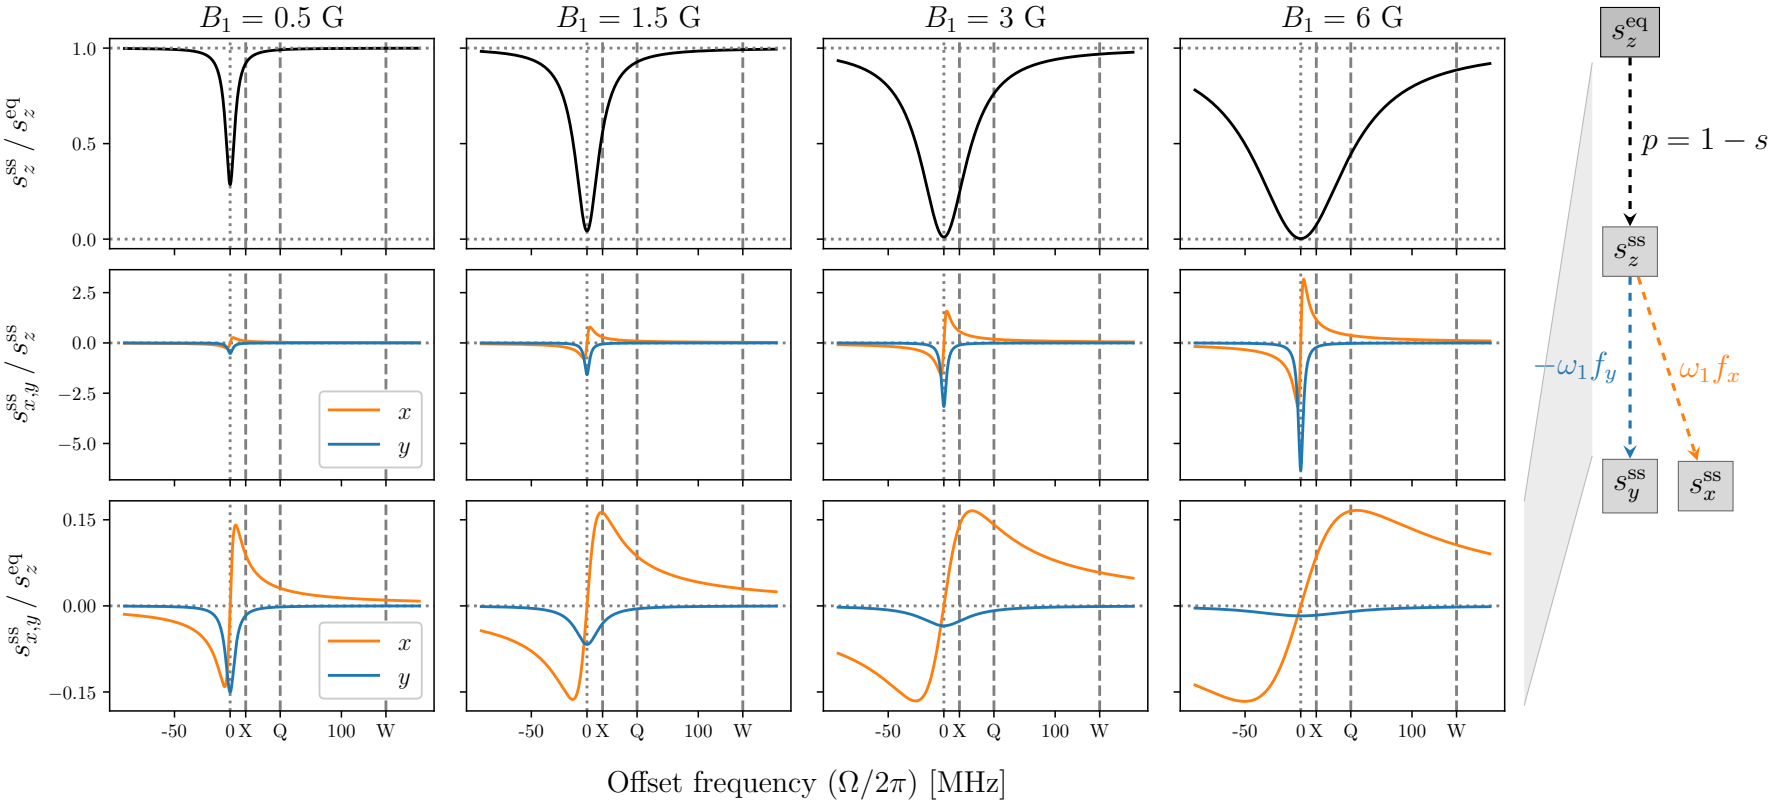 B₁ = 0.5 G
B₁ = 1.5 G
B₁ = 3 G
B₁ = 6 G
s_z^ss / s_z^eq
1.0
0.5
0.0
s_{x,y}^ss / s_z^ss
2.5
0.0
−2.5
−5.0
x
y
s_{x,y}^ss / s_z^eq
0.15
0.00
−0.15
x
y
-50 0 X Q 100 W
-50 0 X Q 100 W
-50 0 X Q 100 W
-50 0 X Q 100 W
Offset frequency (Ω/2π) [MHz]
s_z^eq
p = 1 − s
s_z^ss
−ω₁f_y
ω₁f_x
s_y^ss
s_x^ss